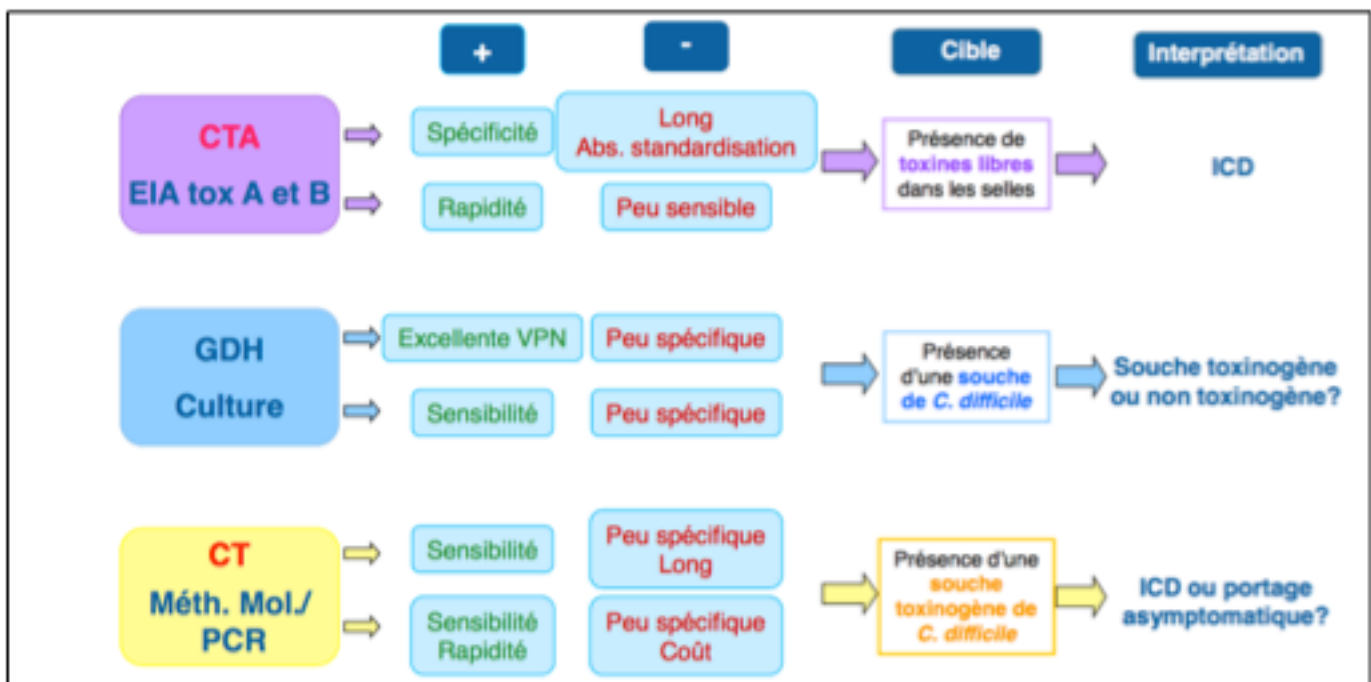 +
-
Cible
Interprétation
CTA
EIA tox A et B
Spécificité
Long
Abs. standardisation
Rapidité
Peu sensible
Présence de
toxines libres
dans les selles
ICD
GDH
Culture
Excellente VPN
Peu spécifique
Sensibilité
Peu spécifique
Présence
d'une souche
de C. difficile
Souche toxinogène
ou non toxinogène?
CT
Méth. Mol./
PCR
Sensibilité
Peu spécifique
Long
Sensibilité
Rapidité
Peu spécifique
Coût
Présence d'une
souche
toxinogène de
C. difficile
ICD ou portage
asymptomatique?